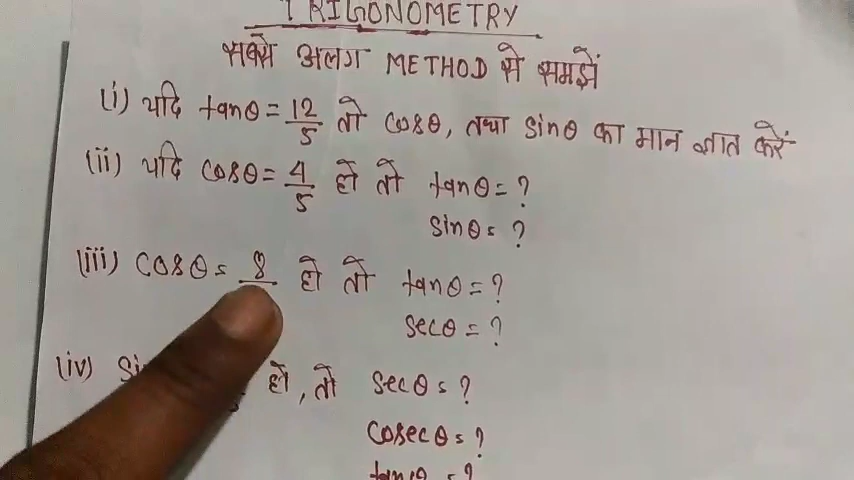 TRIGONOMETRY
सबसे अलग METHOD से समझें
(i) यदि tanθ = 12/5 तो cosθ, तथा sinθ का मान ज्ञात करें
(ii) यदि cosθ = 4/5 हो तो tanθ = ?
sinθ = ?
(iii) cosθ = 8 हो तो tanθ = ?
secθ = ?
(iv) हो, तो secθ = ?
cosecθ = ?
tanθ = ?